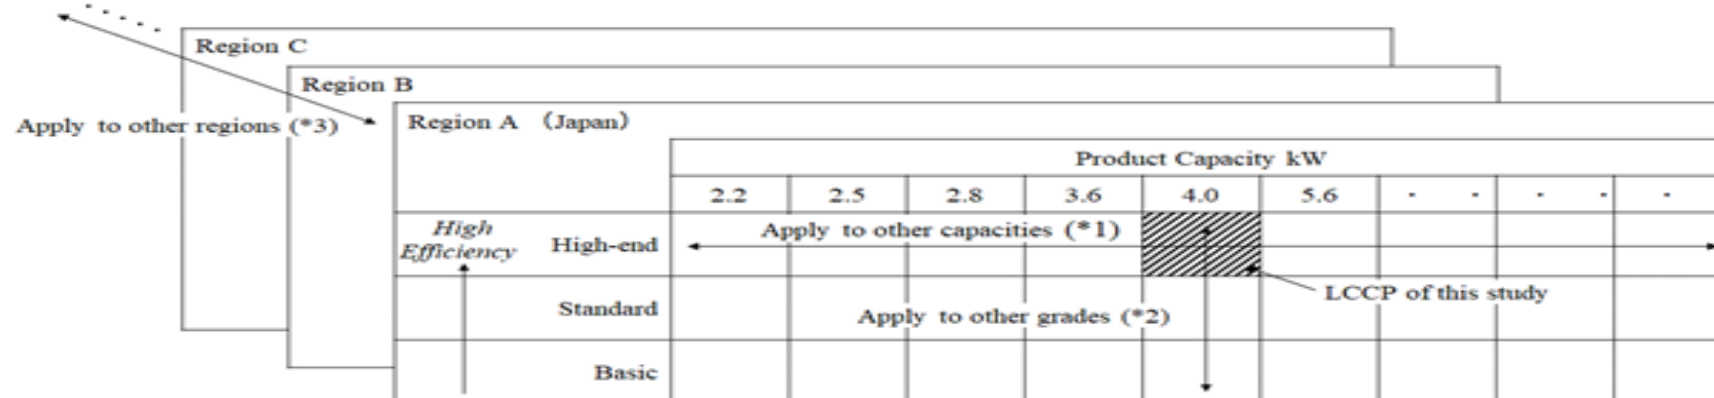 Region C
Region B
Apply to other regions (*3)
Region A (Japan)
Product Capacity kW
2.2 2.5 2.8 3.6 4.0 5.6 · · · · ·
High
Efficiency
High-end
Apply to other capacities (*1)
LCCP of this study
Standard
Apply to other grades (*2)
Basic